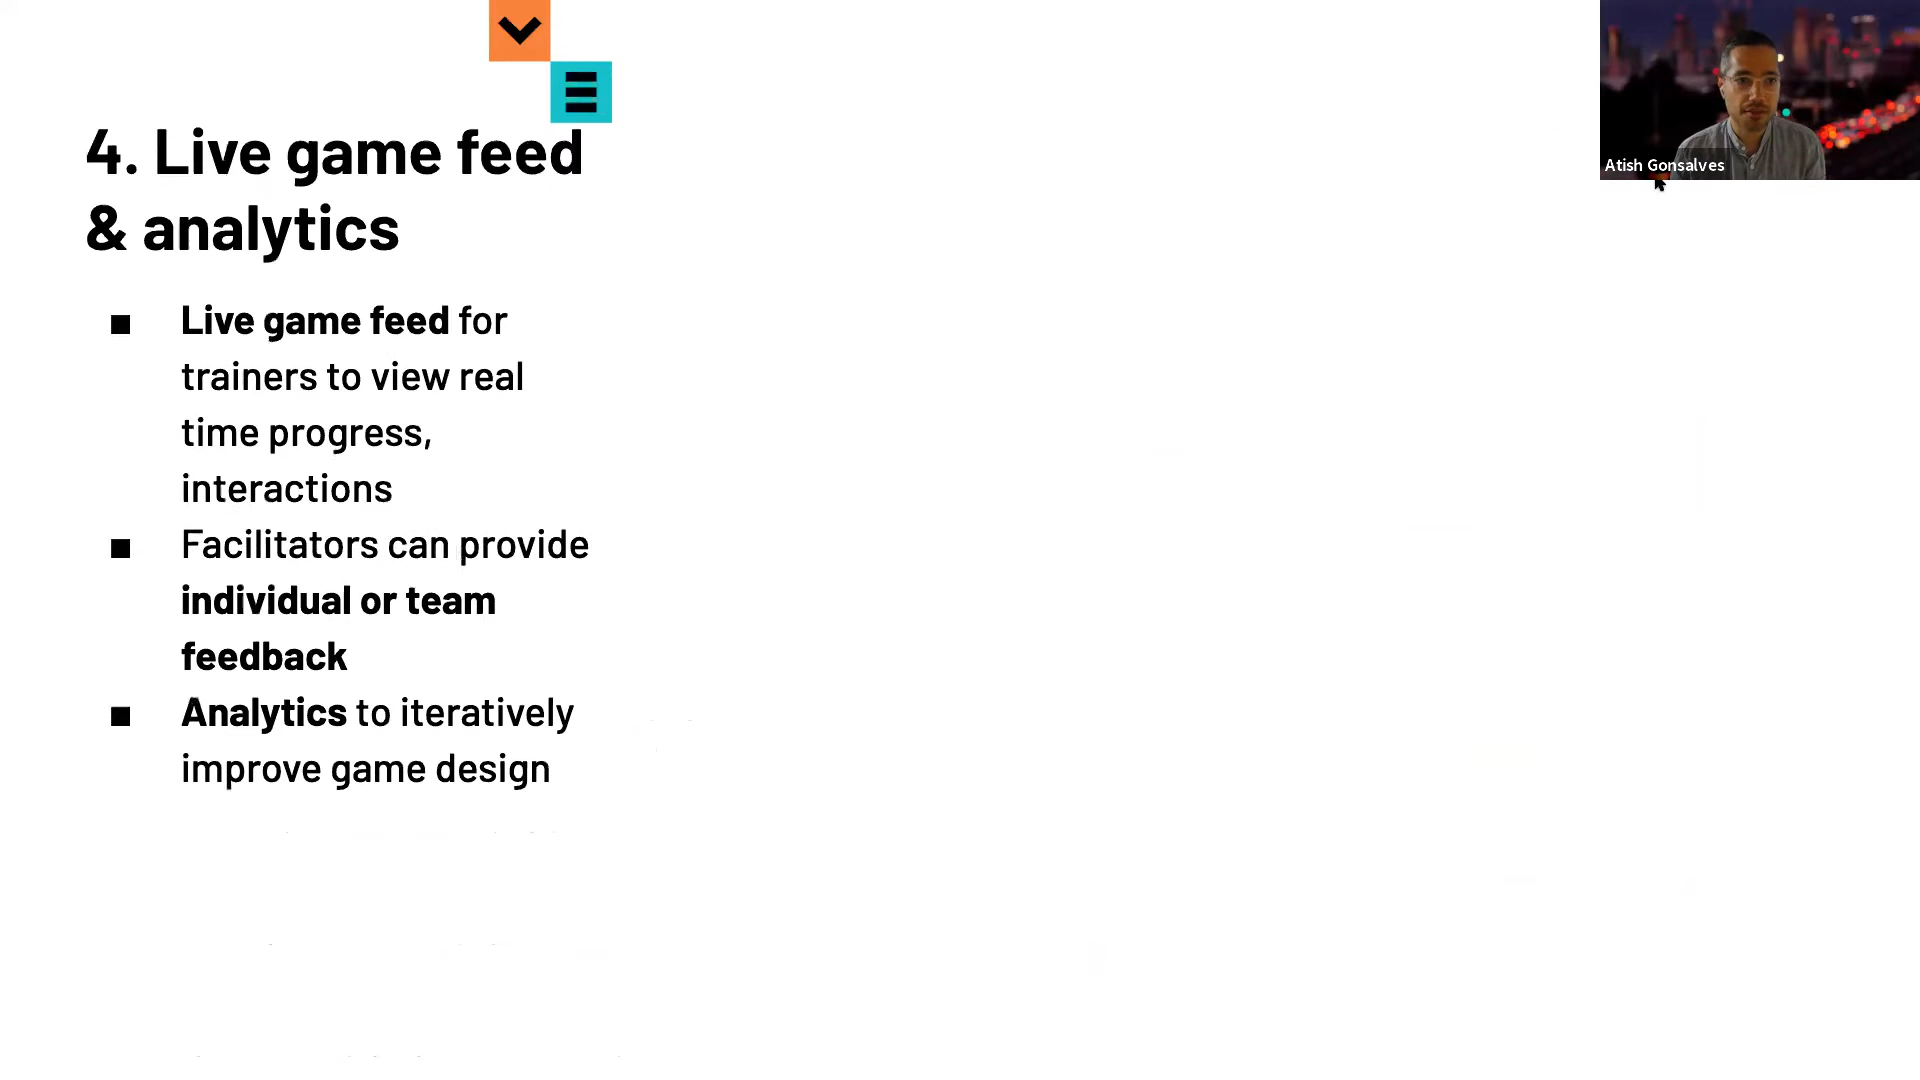 4. Live game feed
& analytics
Live game feed for
trainers to view real
time progress,
interactions
Facilitators can provide
individual or team
feedback
Analytics to iteratively
improve game design
Atish Gonsalves